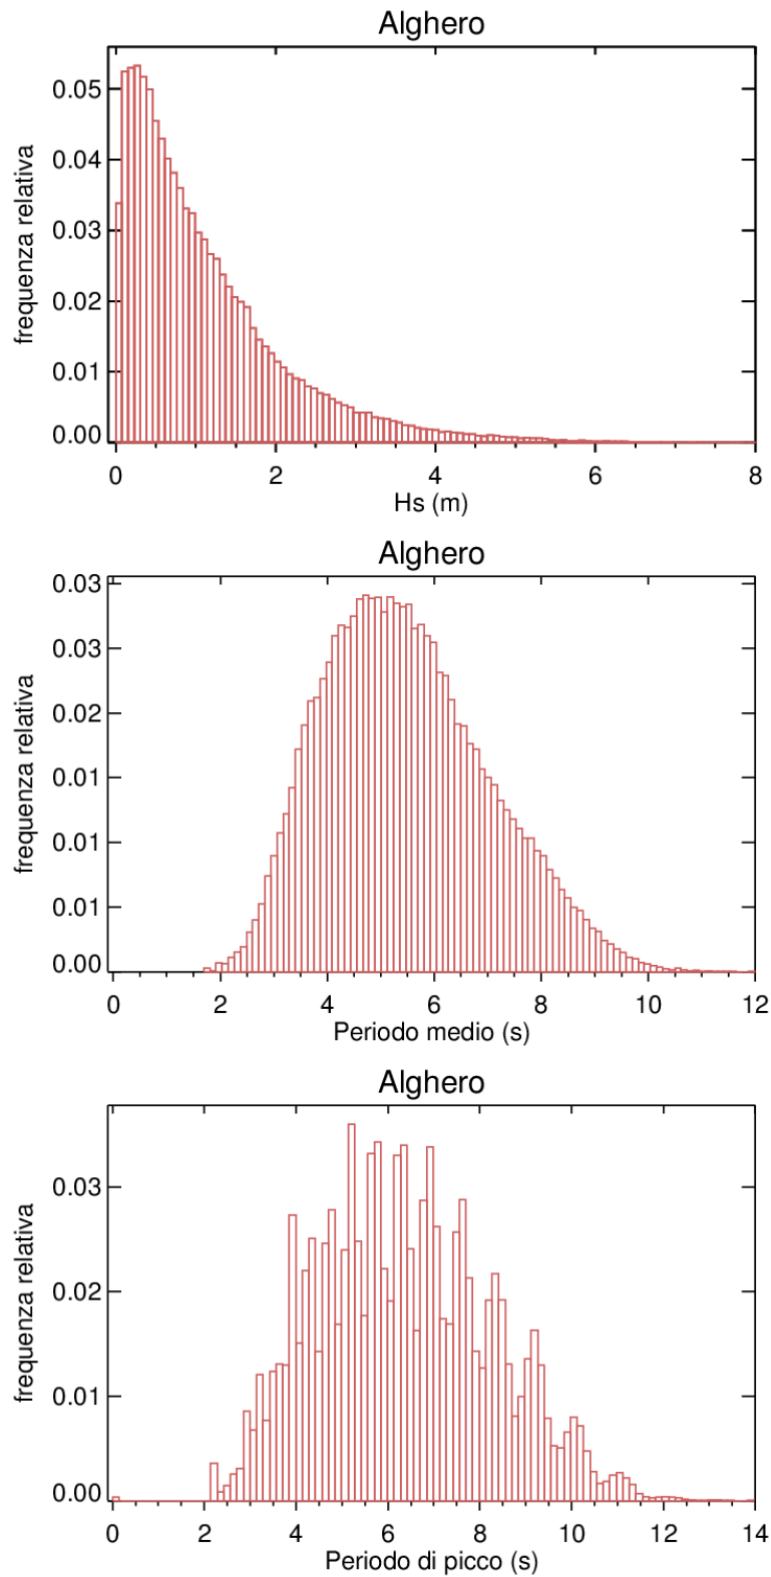 Alghero
frequenza relativa
0.05
0.04
0.03
0.02
0.01
0.00
0 2 4 6 8
Hs (m)
Alghero
frequenza relativa
0.03
0.03
0.02
0.01
0.01
0.01
0.00
0 2 4 6 8 10 12
Periodo medio (s)
Alghero
frequenza relativa
0.03
0.02
0.01
0.00
0 2 4 6 8 10 12 14
Periodo di picco (s)